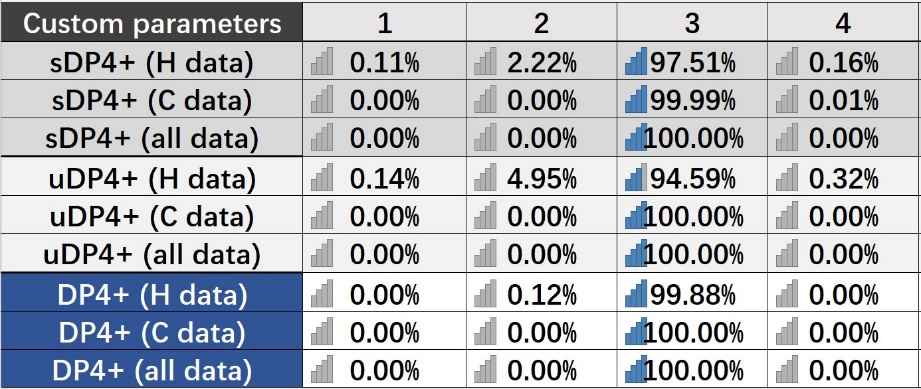 Custom parameters 1 2 3 4
sDP4+ (H data) 0.11% 2.22% 97.51% 0.16%
sDP4+ (C data) 0.00% 0.00% 99.99% 0.01%
sDP4+ (all data) 0.00% 0.00% 100.00% 0.00%
uDP4+ (H data) 0.14% 4.95% 94.59% 0.32%
uDP4+ (C data) 0.00% 0.00% 100.00% 0.00%
uDP4+ (all data) 0.00% 0.00% 100.00% 0.00%
DP4+ (H data) 0.00% 0.12% 99.88% 0.00%
DP4+ (C data) 0.00% 0.00% 100.00% 0.00%
DP4+ (all data) 0.00% 0.00% 100.00% 0.00%